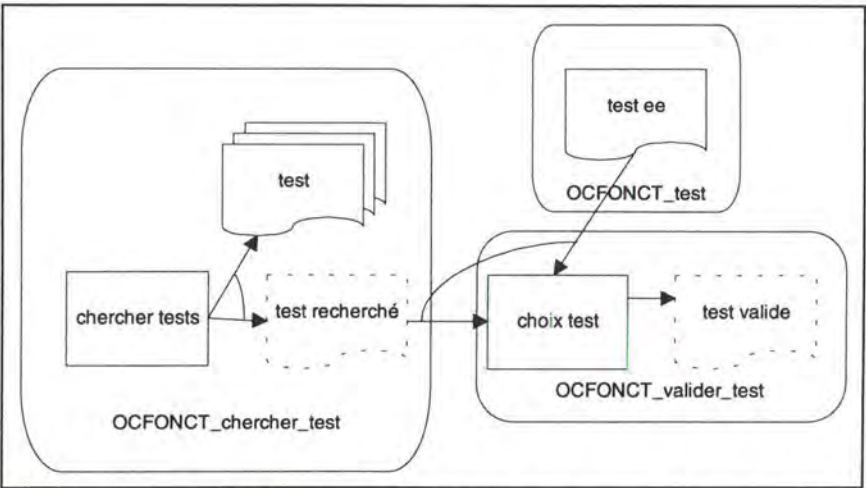 test ee
OCFONCT_test
test
chercher tests
test recherché
choix test
test valide
OCFONCT_valider_test
OCFONCT_chercher_test